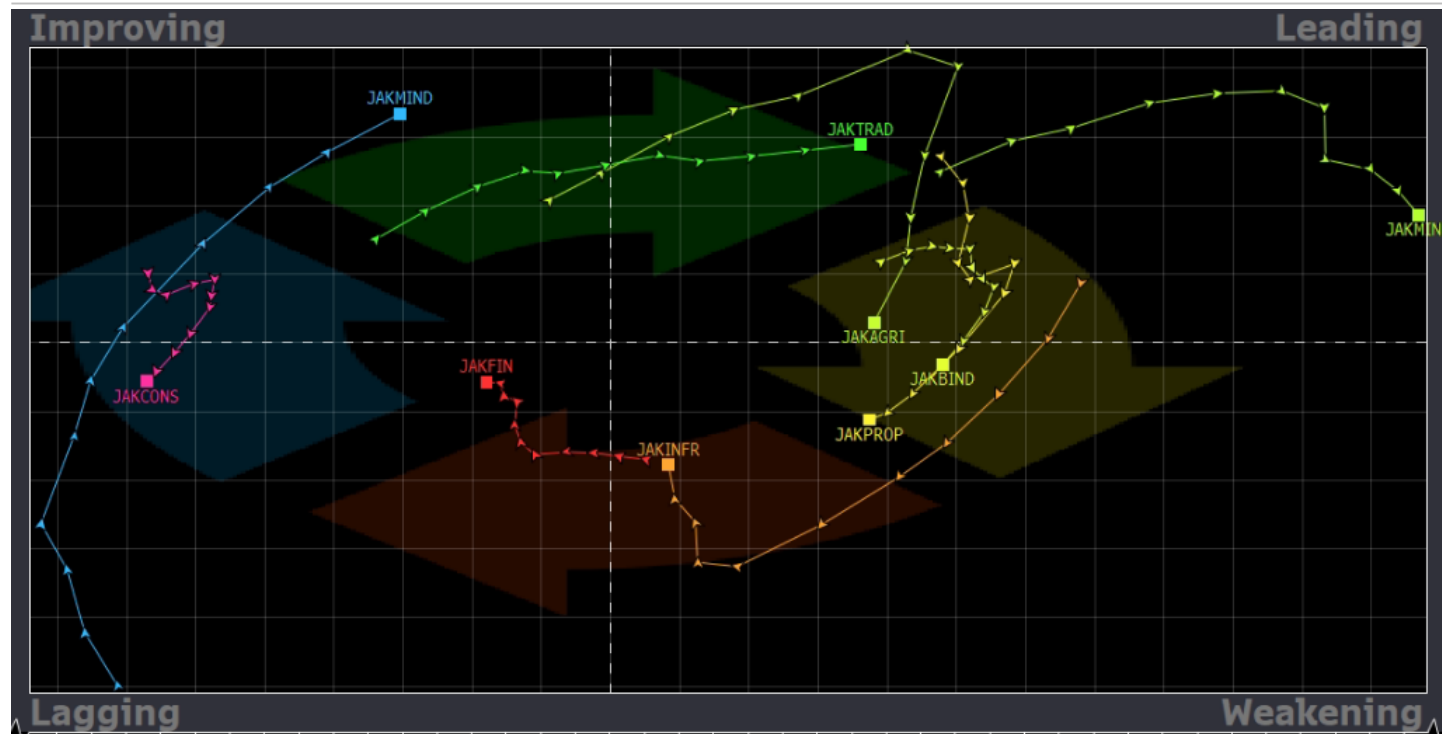 Improving
Leading
JAKMIND
JAKTRAD
JAKMIN
JAKAGRI
JAKFIN
JAKBIND
JAKCONS
JAKPROP
JAKINFR
Lagging
Weakening